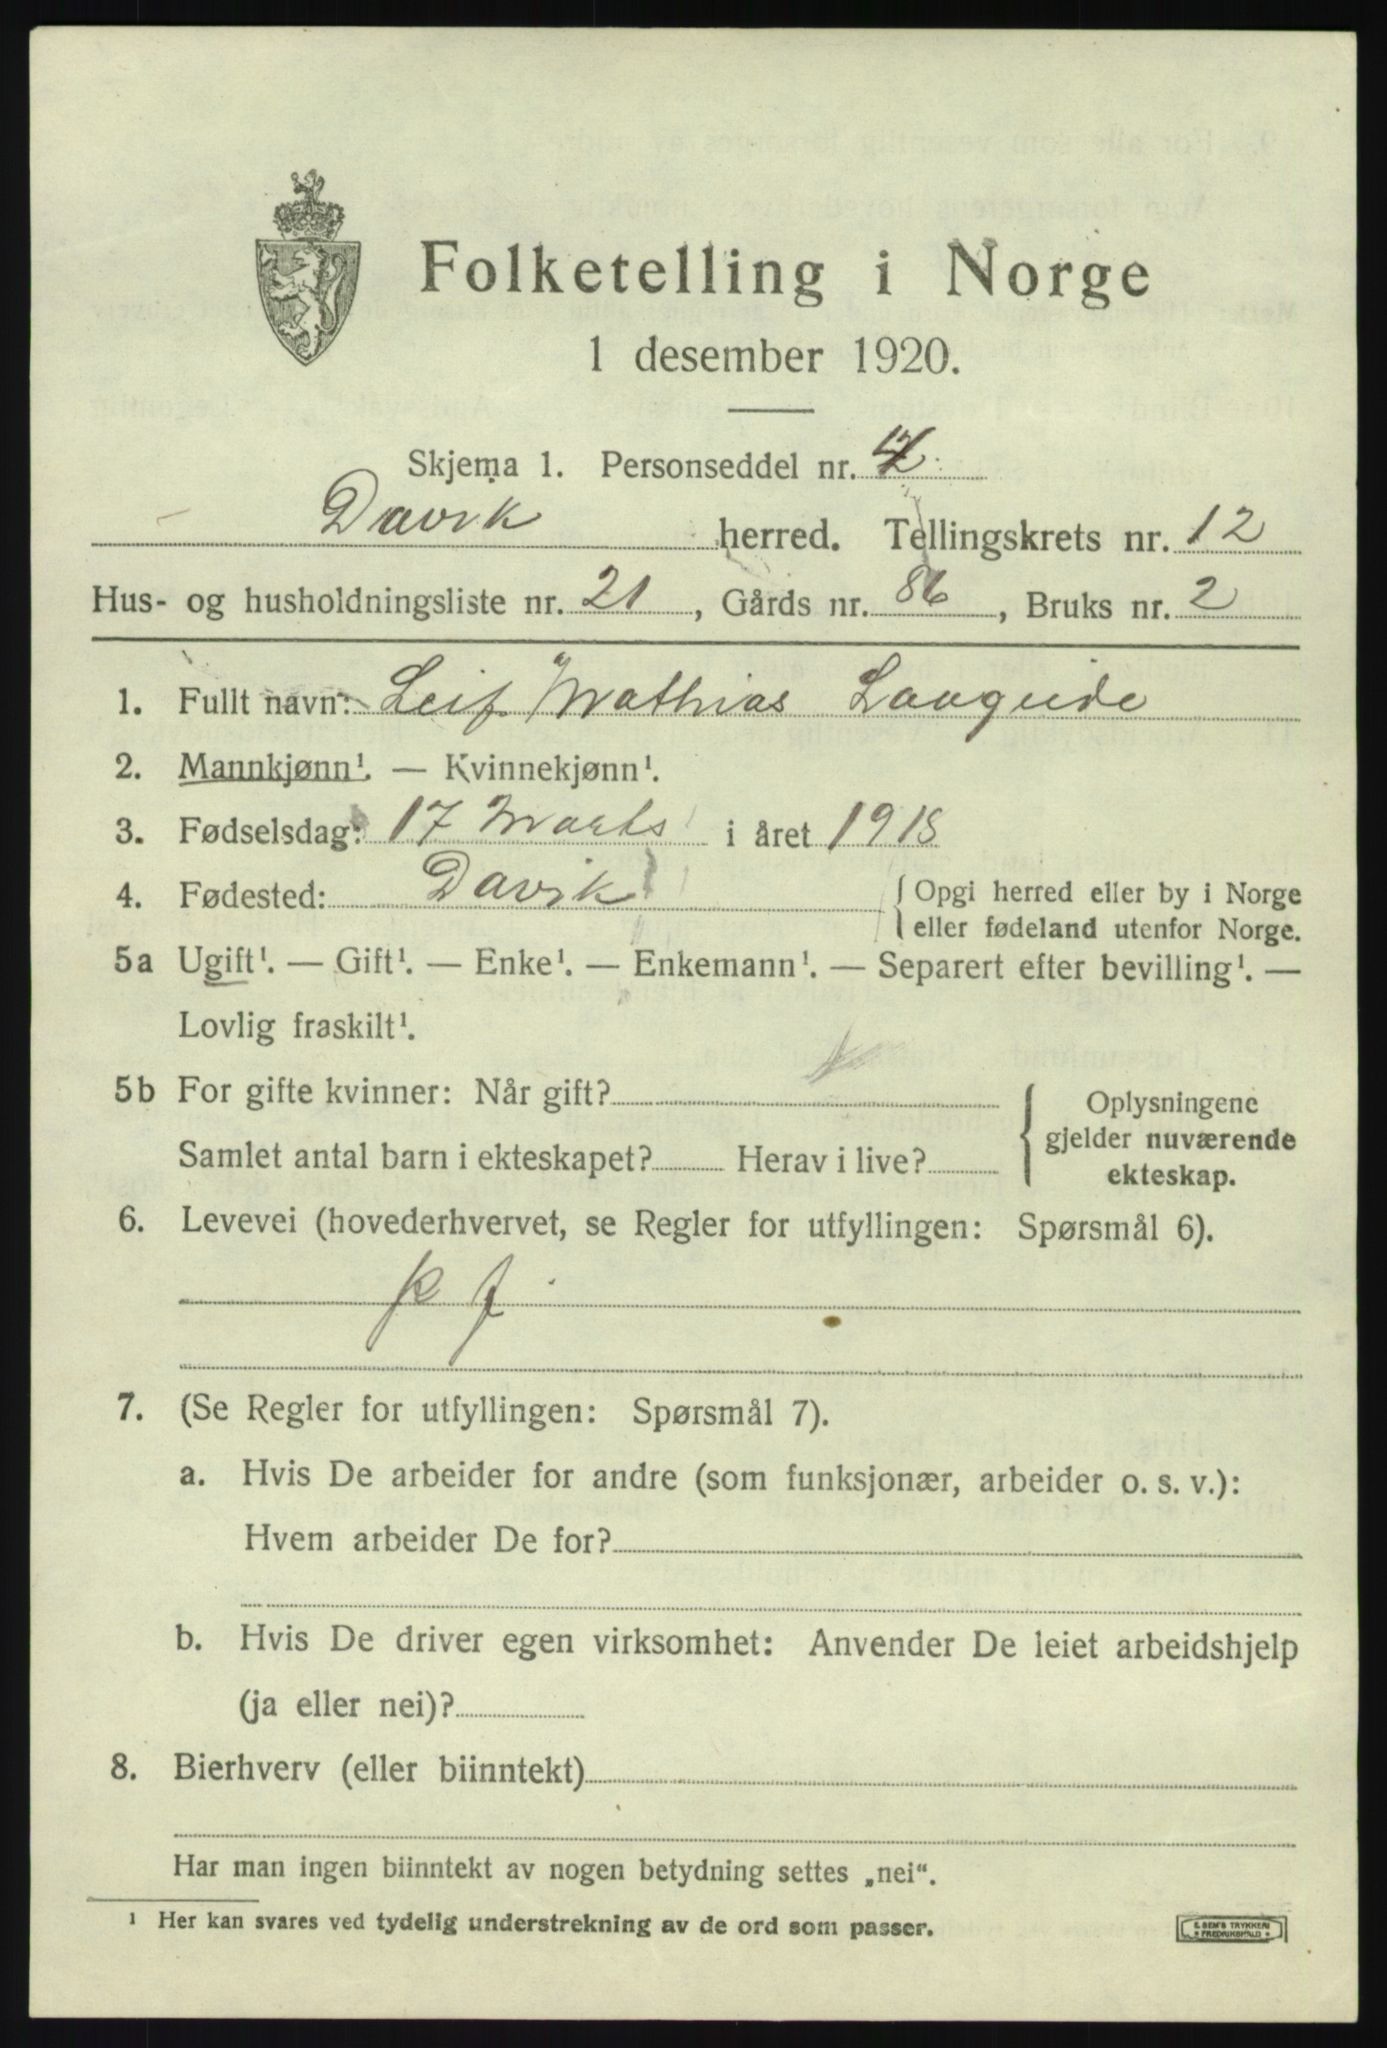 Folketelling i Norge
1 desember 1920.
Skjema 1. Personseddel nr.
Davik herred. Tellingskrets nr. 12
Hus- og husholdningsliste nr. 21, Gårds nr. 86, Bruks nr. 2
1. Fullt navn: Leif Mathias
2. Mannkjønn¹. — Kvinnekjønn¹.
3. Fødselsdag: 17 Marts i året 1918
4. Fødested: Davik { Opgi herred eller by i Norge
eller fødeland utenfor Norge.
5a Ugift¹. — Gift¹. — Enke¹. — Enkemann¹. — Separert efter bevilling¹. —
Lovlig fraskilt¹.
5b For gifte kvinner: Når gift?
Samlet antal barn i ekteskapet? Herav i live?
{ Oplysningene
gjelder nuværende
ekteskap.
6. Levevei (hovederhvervet, se Regler for utfyllingen: Spørsmål 6).
7. (Se Regler for utfyllingen: Spørsmål 7).
a. Hvis De arbeider for andre (som funksjonær, arbeider o. s. v.):
Hvem arbeider De for?
b. Hvis De driver egen virksomhet: Anvender De leiet arbeidshjelp
(ja eller nei)?
8. Bierhverv (eller biinntekt)
Har man ingen biinntekt av nogen betydning settes „nei“.
¹ Her kan svares ved tydelig understrekning av de ord som passer.
E. SEM'S TRYKKERI
FREDRIKSHALD